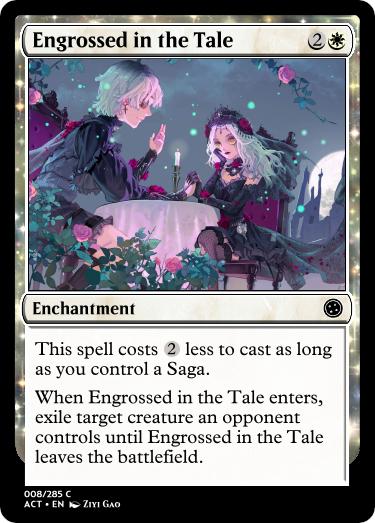 Engrossed in the Tale 2
Enchantment
This spell costs 2 less to cast as long
as you control a Saga.
When Engrossed in the Tale enters,
exile target creature an opponent
controls until Engrossed in the Tale
leaves the battlefield.
008/285 C
ACT • EN Ziyi Gao